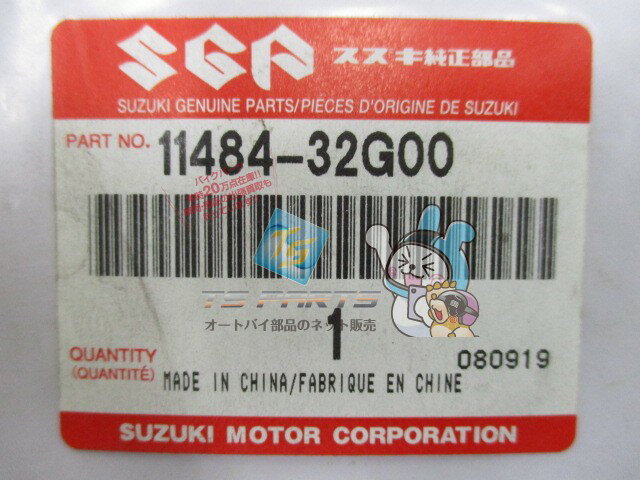 SGP スズキ純正部品
SUZUKI GENUINE PARTS/PIÈCES D'ORIGINE DE SUZUKI
PART NO. 11484-32G00
TS
TS PARTS
オートバイ部品のネット販売
1
QUANTITY
(QUANTITÉ)
080919
MADE IN CHINA/FABRIQUE EN CHINE
SUZUKI MOTOR CORPORATION